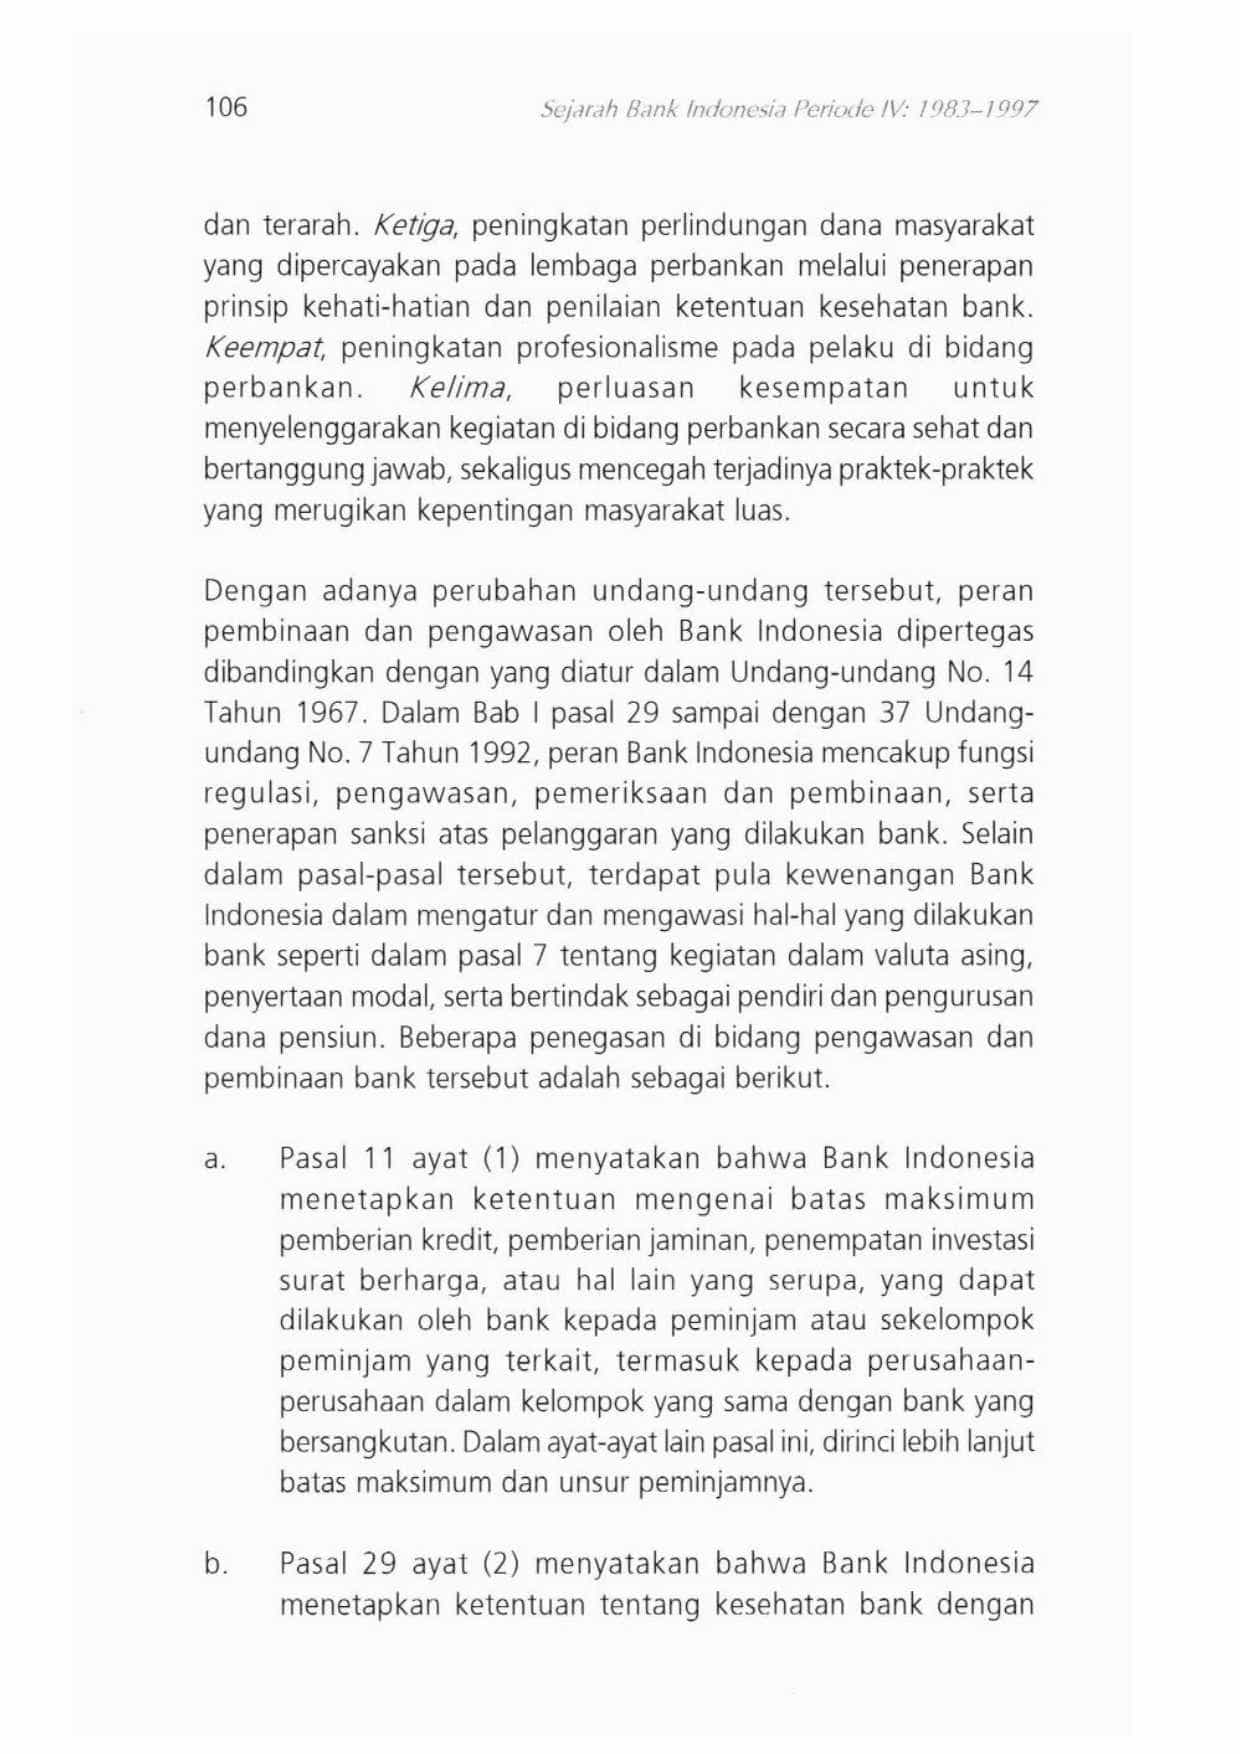 106
Sejarah Bank Indonesia Periode IV: 1983–1997
dan terarah. Ketiga, peningkatan perlindungan dana masyarakat
yang dipercayakan pada lembaga perbankan melalui penerapan
prinsip kehati-hatian dan penilaian ketentuan kesehatan bank.
Keempat, peningkatan profesionalisme pada pelaku di bidang
perbankan. Kelima, perluasan kesempatan untuk
menyelenggarakan kegiatan di bidang perbankan secara sehat dan
bertanggung jawab, sekaligus mencegah terjadinya praktek-praktek
yang merugikan kepentingan masyarakat luas.
Dengan adanya perubahan undang-undang tersebut, peran
pembinaan dan pengawasan oleh Bank Indonesia dipertegas
dibandingkan dengan yang diatur dalam Undang-undang No. 14
Tahun 1967. Dalam Bab I pasal 29 sampai dengan 37 Undang-
undang No. 7 Tahun 1992, peran Bank Indonesia mencakup fungsi
regulasi, pengawasan, pemeriksaan dan pembinaan, serta
penerapan sanksi atas pelanggaran yang dilakukan bank. Selain
dalam pasal-pasal tersebut, terdapat pula kewenangan Bank
Indonesia dalam mengatur dan mengawasi hal-hal yang dilakukan
bank seperti dalam pasal 7 tentang kegiatan dalam valuta asing,
penyertaan modal, serta bertindak sebagai pendiri dan pengurusan
dana pensiun. Beberapa penegasan di bidang pengawasan dan
pembinaan bank tersebut adalah sebagai berikut.
a. Pasal 11 ayat (1) menyatakan bahwa Bank Indonesia
menetapkan ketentuan mengenai batas maksimum
pemberian kredit, pemberian jaminan, penempatan investasi
surat berharga, atau hal lain yang serupa, yang dapat
dilakukan oleh bank kepada peminjam atau sekelompok
peminjam yang terkait, termasuk kepada perusahaan-
perusahaan dalam kelompok yang sama dengan bank yang
bersangkutan. Dalam ayat-ayat lain pasal ini, dirinci lebih lanjut
batas maksimum dan unsur peminjamnya.
b. Pasal 29 ayat (2) menyatakan bahwa Bank Indonesia
menetapkan ketentuan tentang kesehatan bank dengan